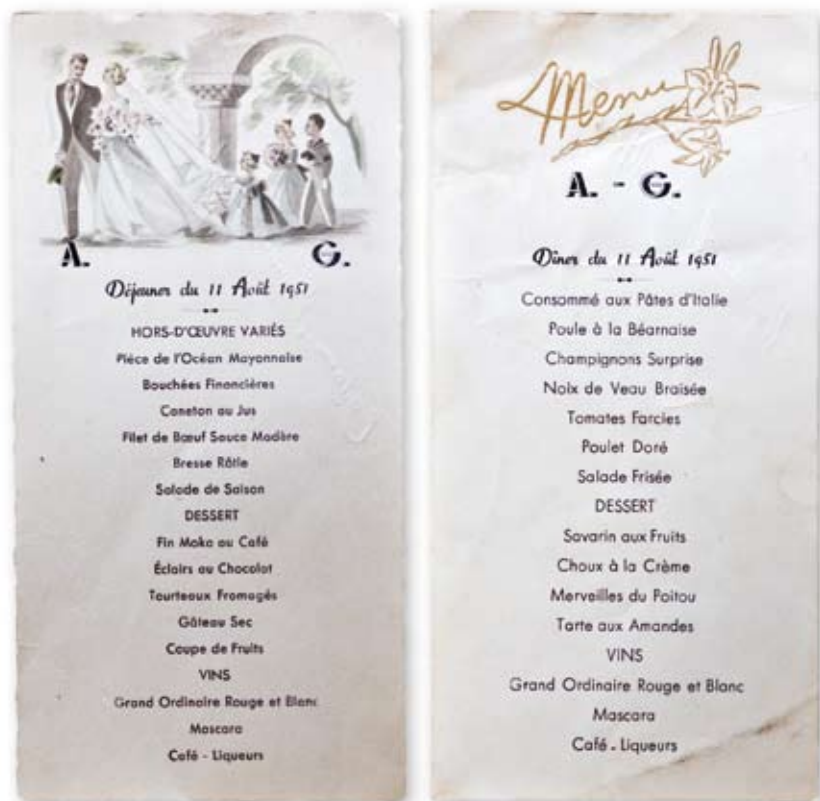 A. G.
Déjeuner du 11 Août 1951
HORS-D'ŒUVRE VARIÉS
Pièce de l'Océan Mayonnaise
Bouchées Financières
Caneton au Jus
Filet de Bœuf Sauce Madère
Bresse Rôtie
Salade de Saison
DESSERT
Fin Moka au Café
Éclairs au Chocolat
Tourteaux Fromagés
Gâteau Sec
Coupe de Fruits
VINS
Grand Ordinaire Rouge et Blanc
Mascara
Café - Liqueurs
Menu
A. - G.
Dîner du 11 Août 1951
Consommé aux Pâtes d'Italie
Poule à la Béarnaise
Champignons Surprise
Noix de Veau Braisée
Tomates Farcies
Poulet Doré
Salade Frisée
DESSERT
Savarin aux Fruits
Choux à la Crème
Merveilles du Poitou
Tarte aux Amandes
VINS
Grand Ordinaire Rouge et Blanc
Mascara
Café - Liqueurs